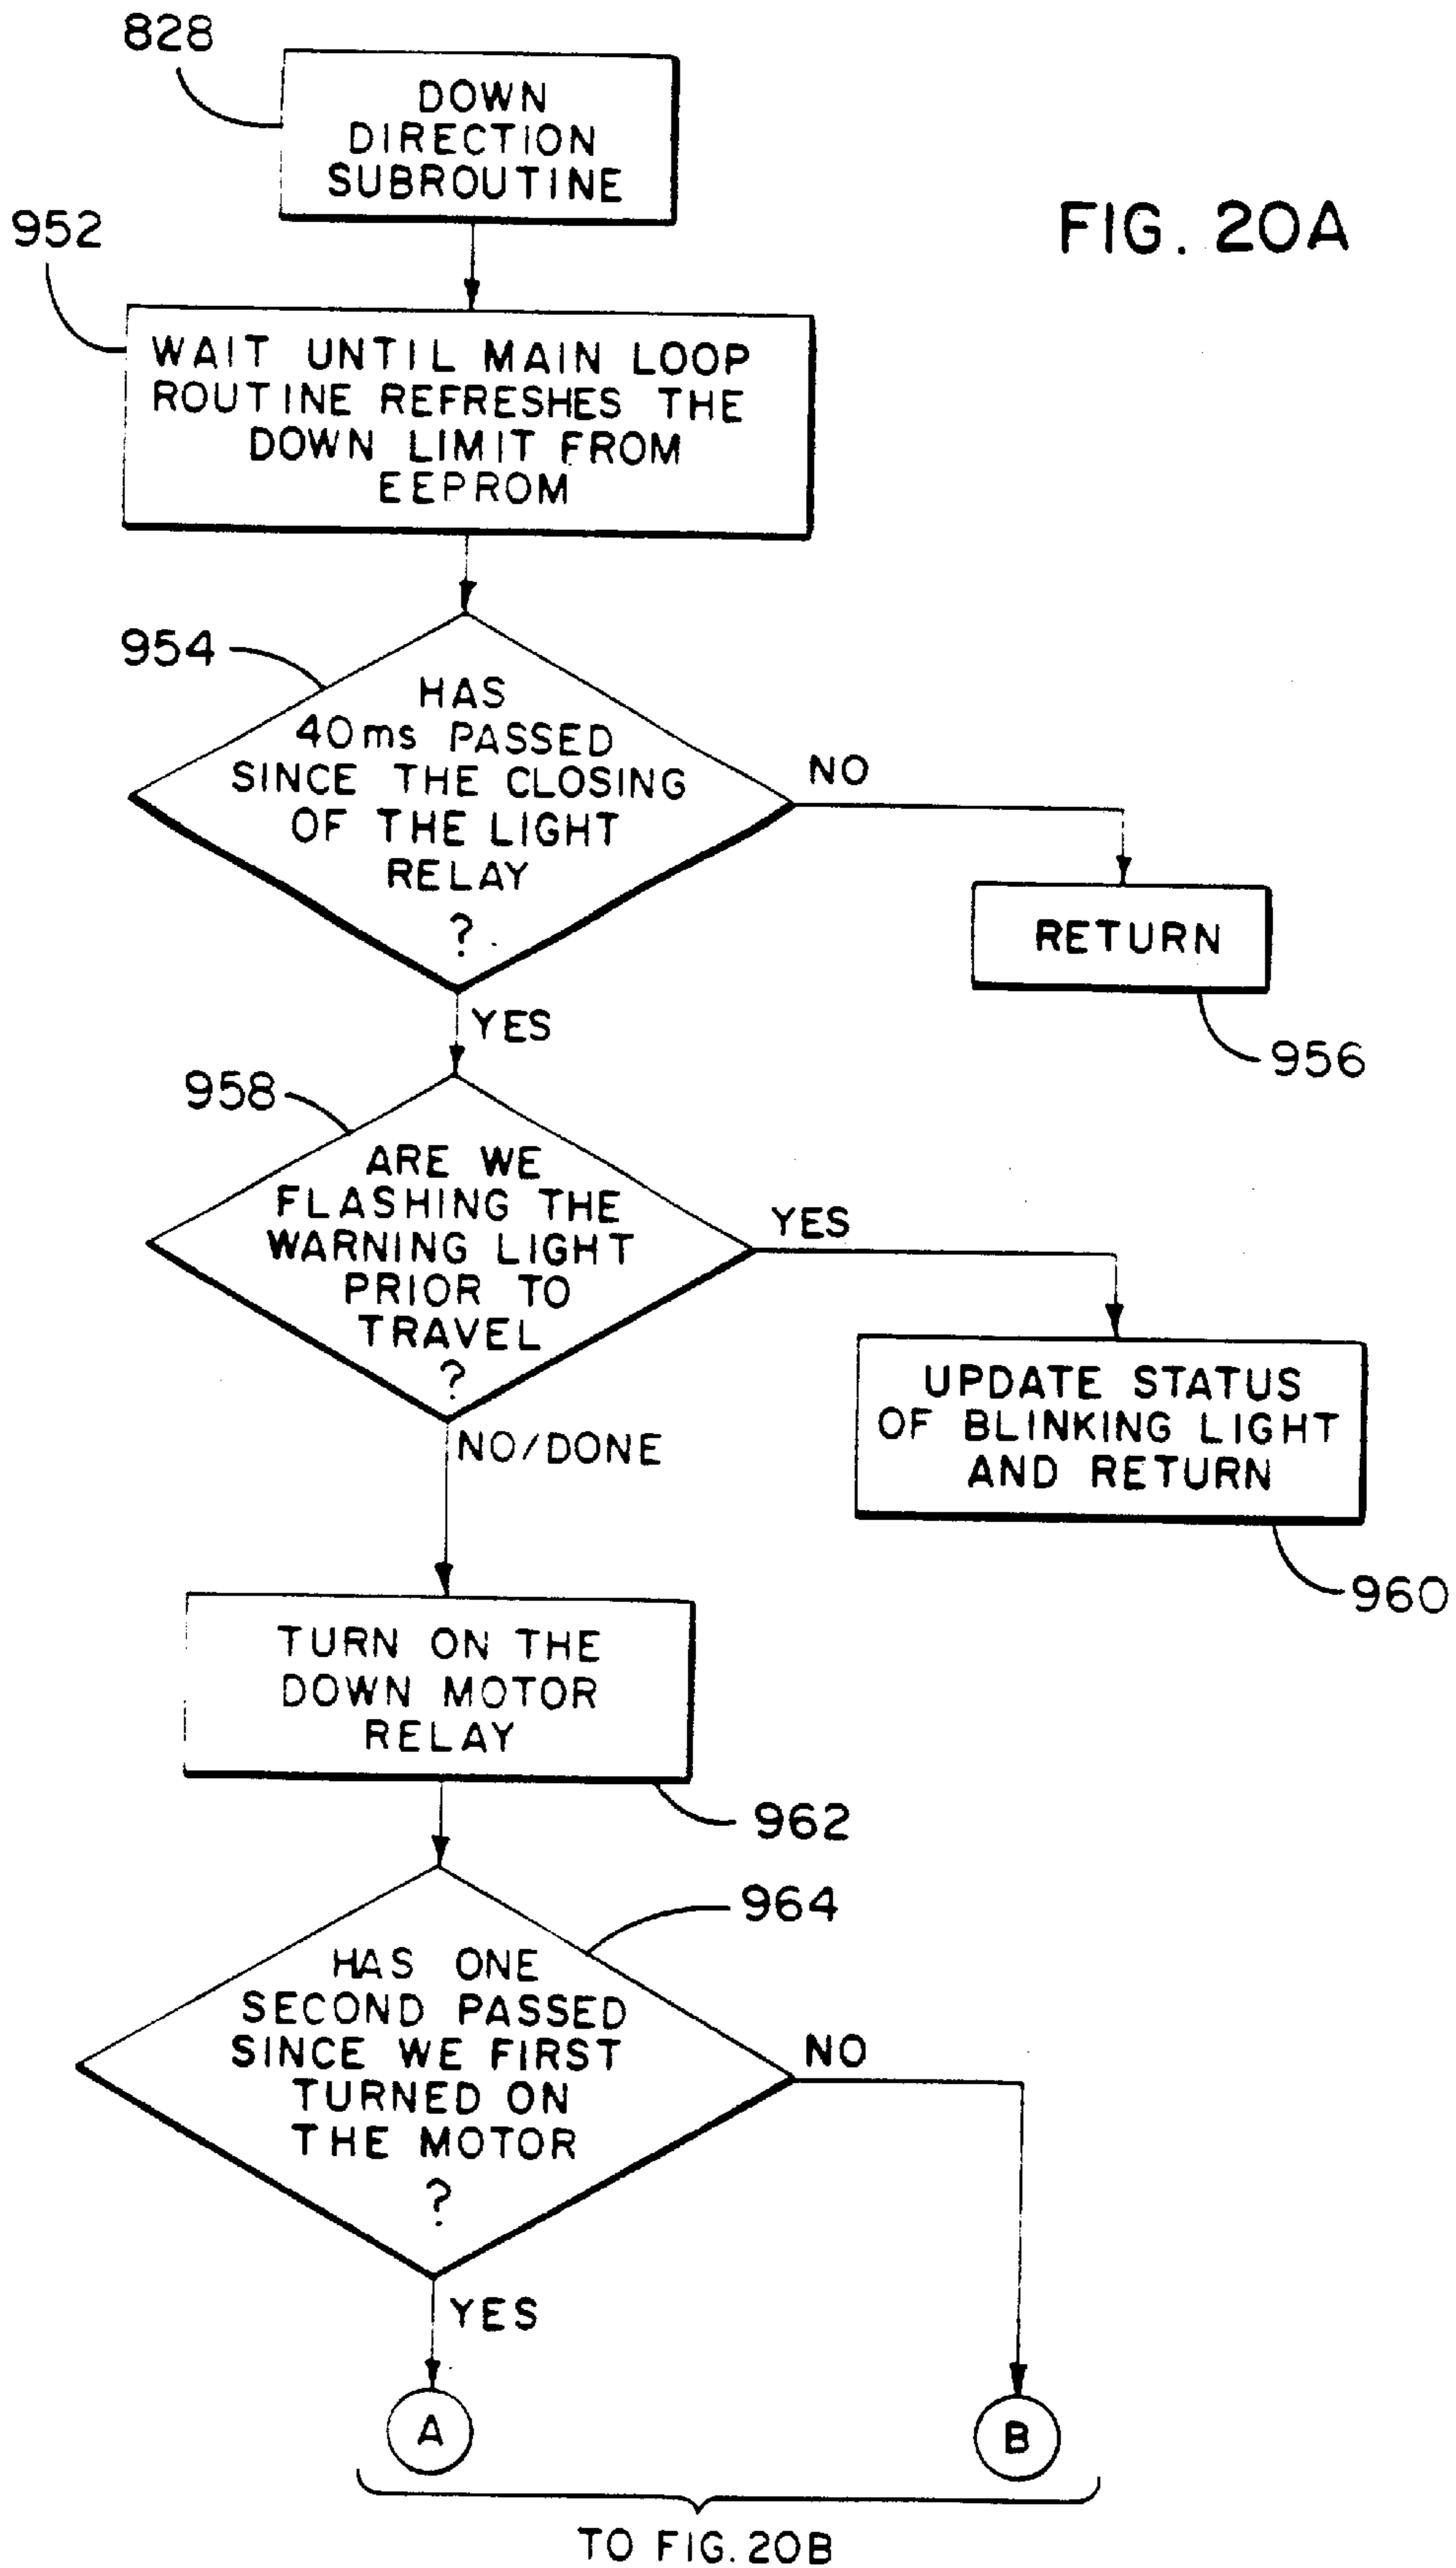 828
DOWN
DIRECTION
SUBROUTINE
FIG. 20A
952
WAIT UNTIL MAIN LOOP
ROUTINE REFRESHES THE
DOWN LIMIT FROM
EEPROM
954
HAS
40ms PASSED
SINCE THE CLOSING
OF THE LIGHT
RELAY
?
NO
RETURN
956
YES
958
ARE WE
FLASHING THE
WARNING LIGHT
PRIOR TO
TRAVEL
?
YES
UPDATE STATUS
OF BLINKING LIGHT
AND RETURN
960
NO/DONE
TURN ON THE
DOWN MOTOR
RELAY
962
964
HAS ONE
SECOND PASSED
SINCE WE FIRST
TURNED ON
THE MOTOR
?
NO
YES
A
B
TO FIG. 20B